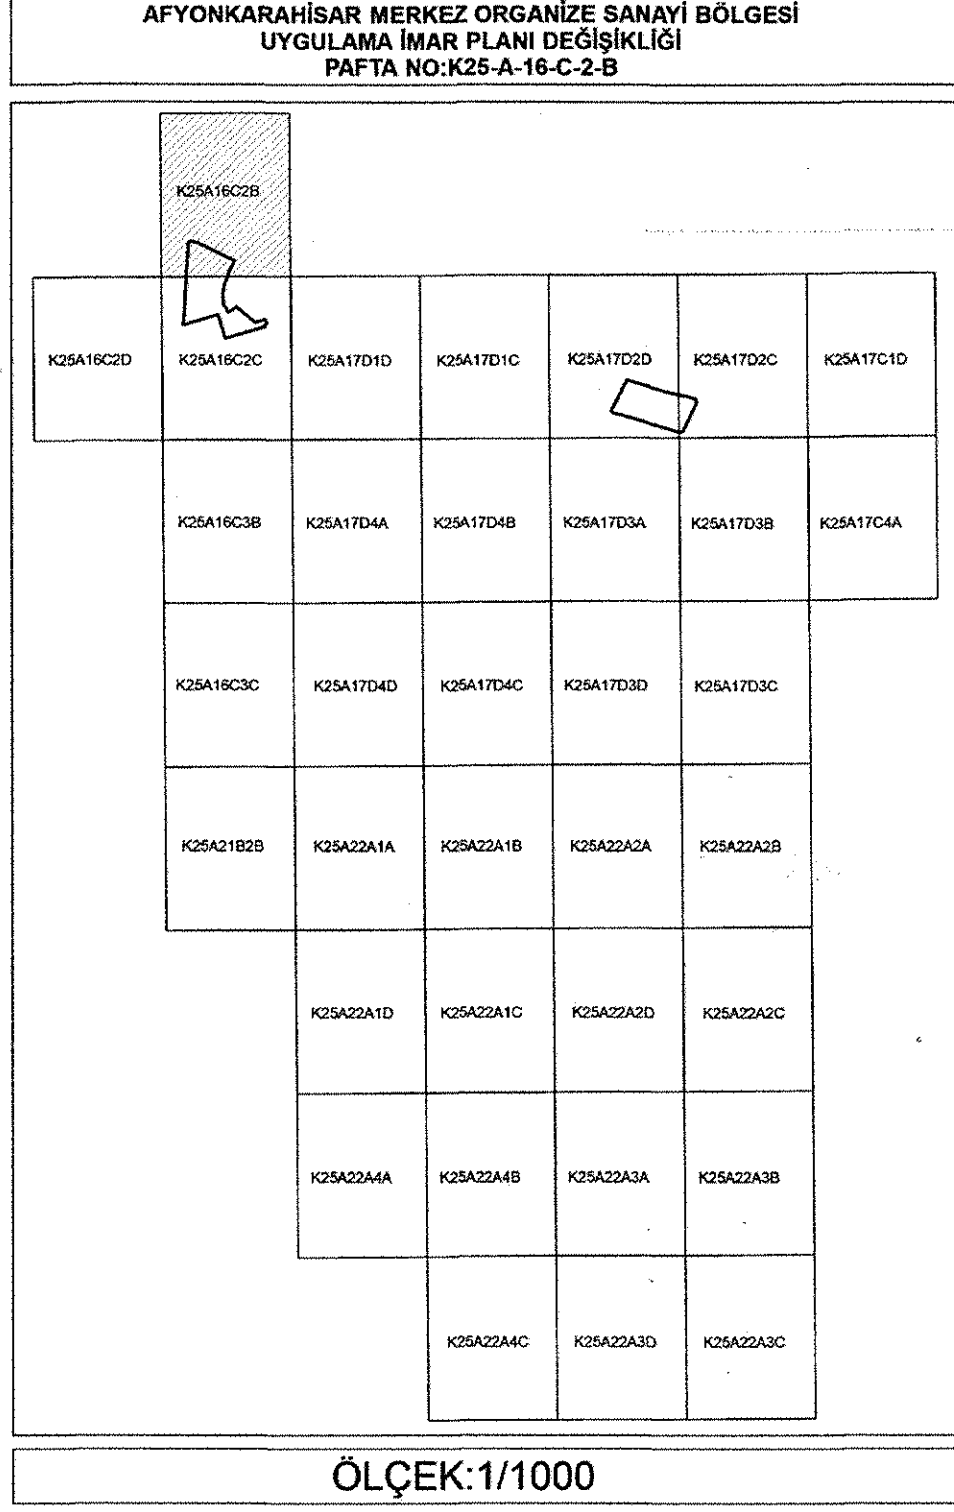 AFYONKARAHİSAR MERKEZ ORGANİZE SANAYİ BÖLGESİ
UYGULAMA İMAR PLANI DEĞİŞİKLİĞİ
PAFTA NO:K25-A-16-C-2-B
K25A16C2B
K25A16C2D K25A16C2C K25A17D1D K25A17D1C K25A17D2D K25A17D2C K25A17C1D
K25A16C3B K25A17D4A K25A17D4B K25A17D3A K25A17D3B K25A17C4A
K25A16C3C K25A17D4D K25A17D4C K25A17D3D K25A17D3C
K25A21B2B K25A22A1A K25A22A1B K25A22A2A K25A22A2B
K25A22A1D K25A22A1C K25A22A2D K25A22A2C
K25A22A4A K25A22A4B K25A22A3A K25A22A3B
K25A22A4C K25A22A3D K25A22A3C
ÖLÇEK:1/1000